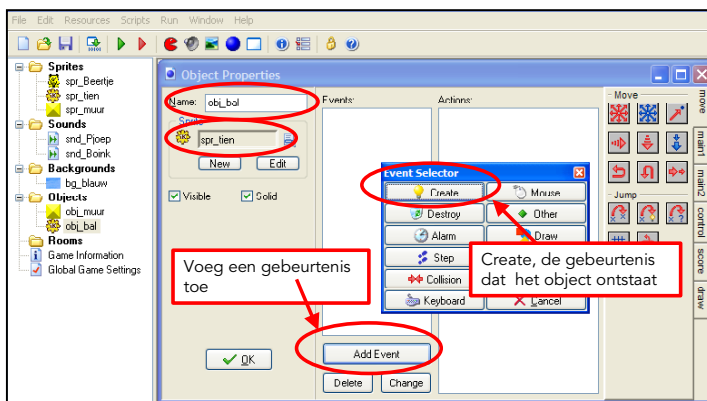 File Edit Resources Scripts Run Window Help
Sprites
spr_Beertje
spr_tien
spr_muur
Sounds
snd_Pjoep
snd_Boink
Backgrounds
bg_blauw
Objects
obj_muur
obj_bal
Rooms
Game Information
Global Game Settings
Object Properties
Name: obj_bal
Sprite
spr_tien
New Edit
Visible Solid
OK
Events:
Actions:
Event Selector
Create Mouse
Destroy Other
Alarm Draw
Step
Collision
Keyboard Cancel
Voeg een gebeurtenis
toe
Create, de gebeurtenis
dat het object ontstaat
Add Event
Delete Change
Move
Jump
move
main1
main2
control
score
draw